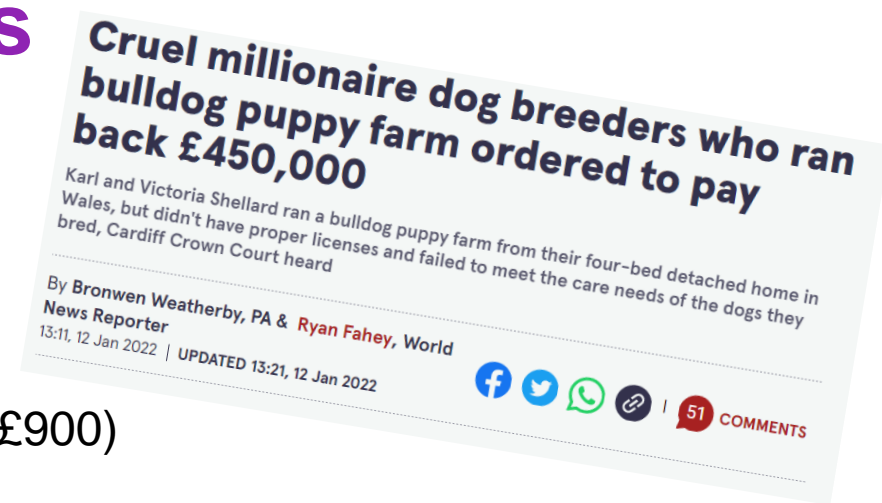 s
Cruel millionaire dog breeders who ran
bulldog puppy farm ordered to pay
back £450,000
Karl and Victoria Shellard ran a bulldog puppy farm from their four-bed detached home in
Wales, but didn't have proper licenses and failed to meet the care needs of the dogs they
bred, Cardiff Crown Court heard
By Bronwen Weatherby, PA & Ryan Fahey, World
News Reporter
13:11, 12 Jan 2022 | UPDATED 13:21, 12 Jan 2022
| 51 COMMENTS
£900)